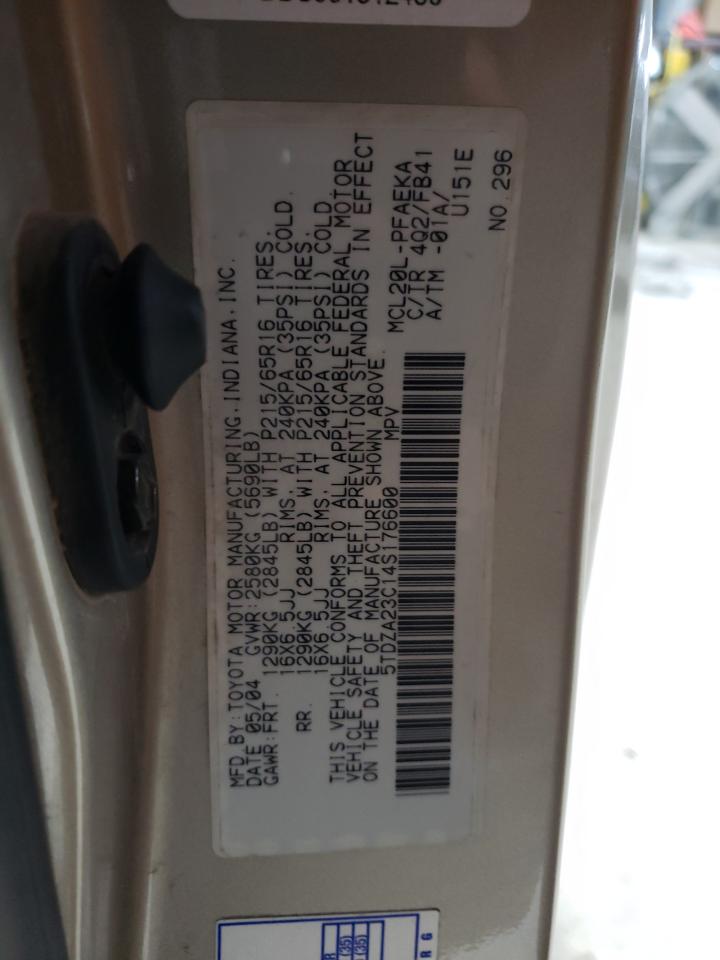 MFD.BY:TOYOTA MOTOR MANUFACTURING,INDIANA,INC.
DATE 05/04 GVWR:2580KG (5690LB)
GAWR:FRT. 1290KG (2845LB) WITH P215/65R16 TIRES.
16X6.5JJ RIMS, AT 240KPA (35PSI) COLD.
RR. 1290KG (2845LB) WITH P215/65R16 TIRES.
16X6.5JJ RIMS, AT 240KPA (35PSI) COLD.
THIS VEHICLE CONFORMS TO ALL APPLICABLE FEDERAL MOTOR
VEHICLE SAFETY AND THEFT PREVENTION STANDARDS IN EFFECT
ON THE DATE OF MANUFACTURE SHOWN ABOVE.
5TDZA23C14S176600 MPV
MCL20L-PFAEKA
C/TR 4Q2/FB41
A/TM -01A/
U151E
NO.296
(35)
(35)
R G